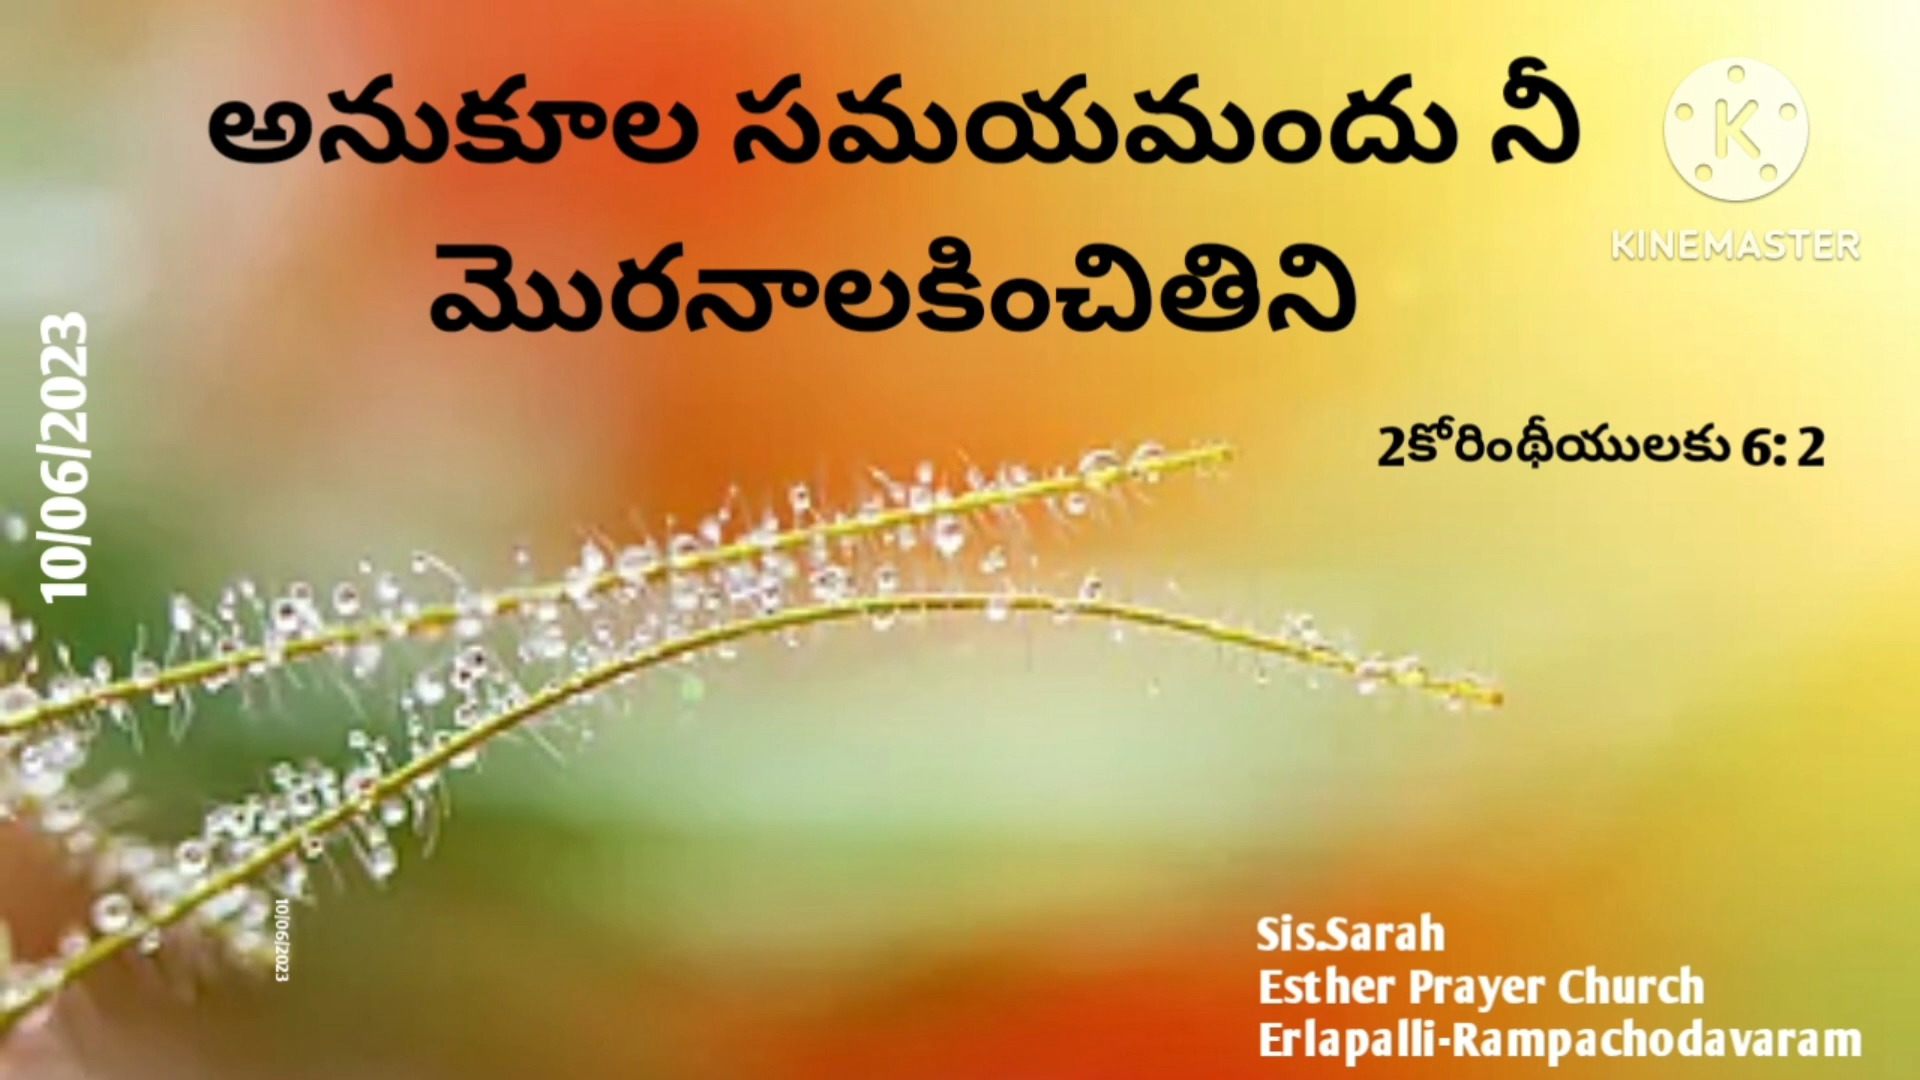 అనుకూల సమయమందు నీ
మొరనాలకించితిని
KINEMASTER
10/06/2023
2కోరింథీయులకు 6: 2
10/06/2023
Sis.Sarah
Esther Prayer Church
Erlapalli-Rampachodavaram